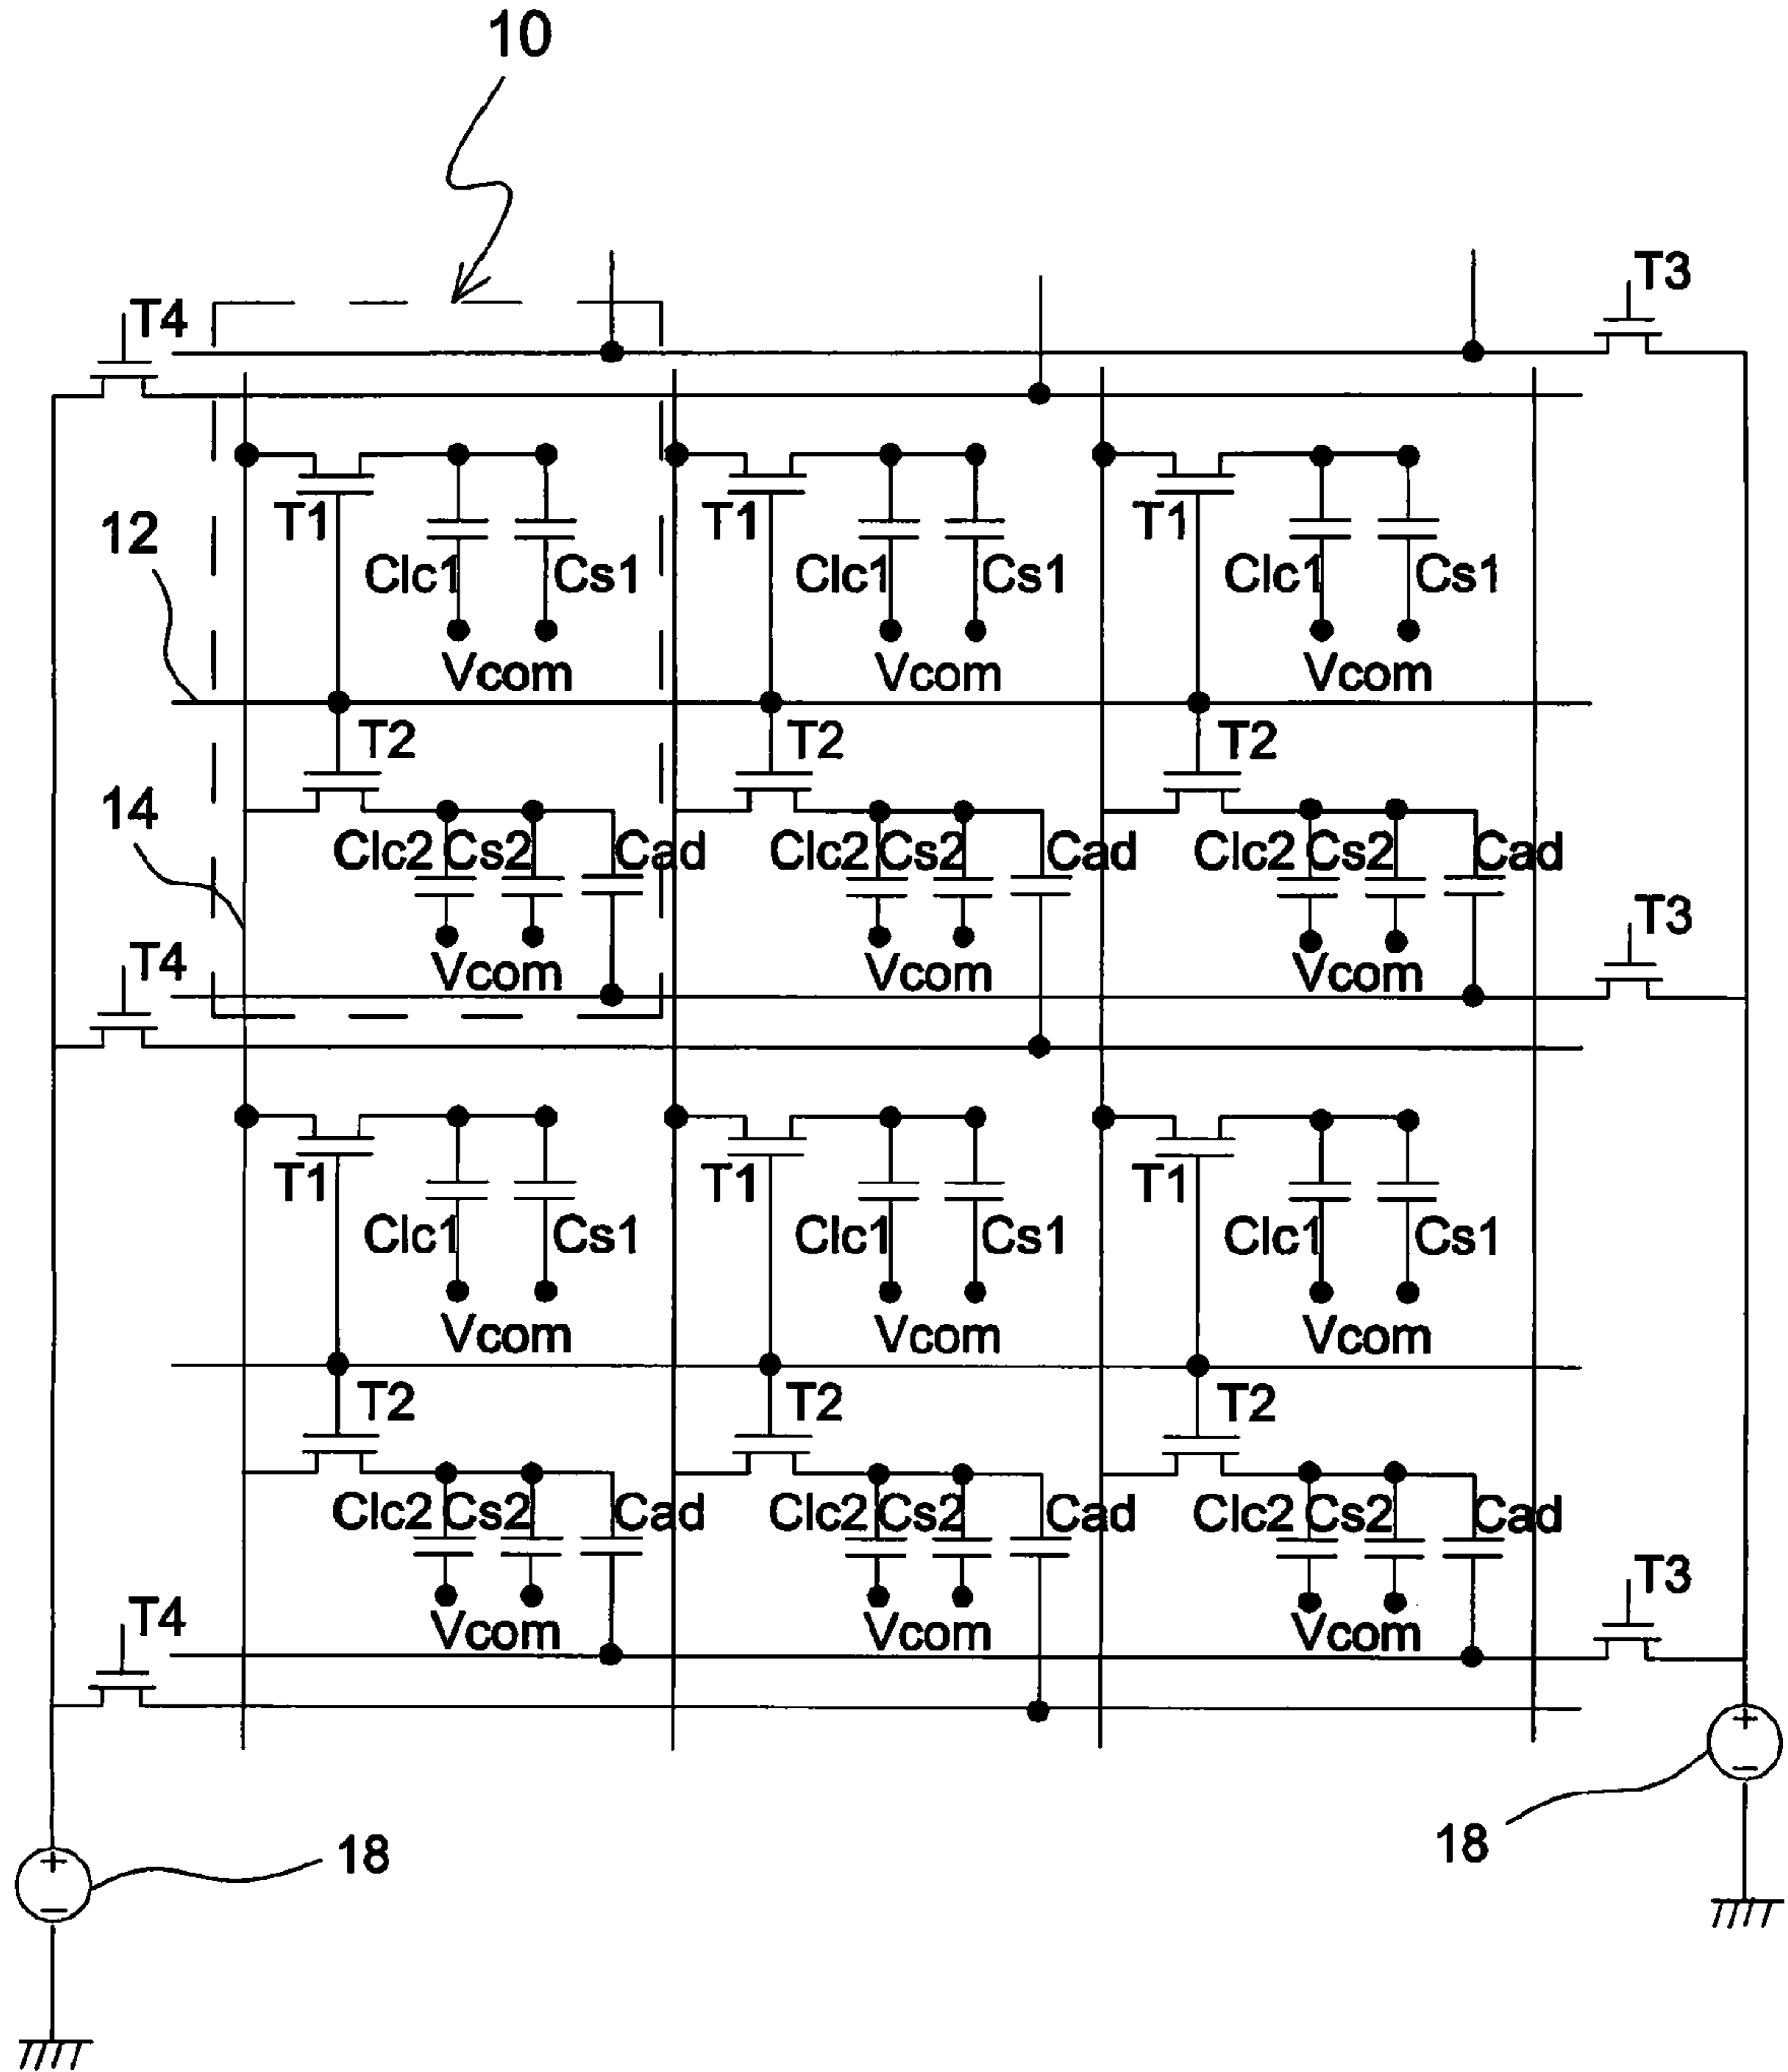 10
T3
T4
T1 T1 T1
12
Clc1 Cs1 Clc1 Cs1 Clc1 Cs1
Vcom Vcom Vcom
T2 T2 T2
14
Clc2 Cs2 Cad Clc2 Cs2 Cad Clc2 Cs2 Cad
T3
T4
Vcom Vcom Vcom
T1 T1 T1
Clc1 Cs1 Clc1 Cs1 Clc1 Cs1
Vcom Vcom Vcom
T2 T2 T2
Clc2 Cs2 Cad Clc2 Cs2 Cad Clc2 Cs2 Cad
T3
T4
Vcom Vcom Vcom
+
−
18
+
−
18